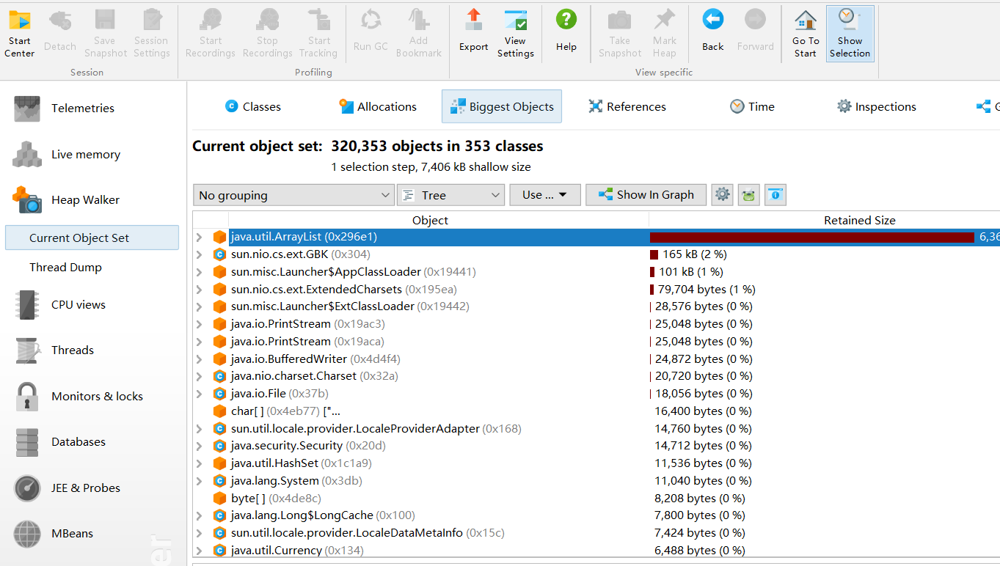 Start Center
Detach
Save Snapshot
Session Settings
Start Recordings
Stop Recordings
Start Tracking
Run GC
Add Bookmark
Export
View Settings
Help
Take Snapshot
Mark Heap
Back
Forward
Go To Start
Show Selection
Session
Profiling
View specific
Telemetries
Live memory
Heap Walker
Current Object Set
Thread Dump
CPU views
Threads
Monitors & locks
Databases
JEE & Probes
MBeans
Classes
Allocations
Biggest Objects
References
Time
Inspections
G
Current object set: 320,353 objects in 353 classes
1 selection step, 7,406 kB shallow size
No grouping
Tree
Use ...
Show In Graph
Object Retained Size
java.util.ArrayList (0x296e1) 6,36
sun.nio.cs.ext.GBK (0x304) 165 kB (2 %)
sun.misc.Launcher$AppClassLoader (0x19441) 101 kB (1 %)
sun.nio.cs.ext.ExtendedCharsets (0x195ea) 79,704 bytes (1 %)
sun.misc.Launcher$ExtClassLoader (0x19442) 28,576 bytes (0 %)
java.io.PrintStream (0x19ac3) 25,048 bytes (0 %)
java.io.PrintStream (0x19aca) 25,048 bytes (0 %)
java.io.BufferedWriter (0x4d4f4) 24,872 bytes (0 %)
java.nio.charset.Charset (0x32a) 20,720 bytes (0 %)
java.io.File (0x37b) 18,056 bytes (0 %)
char[ ] (0x4eb77) ["... 16,400 bytes (0 %)
sun.util.locale.provider.LocaleProviderAdapter (0x168) 14,760 bytes (0 %)
java.security.Security (0x20d) 14,712 bytes (0 %)
java.util.HashSet (0x1c1a9) 11,536 bytes (0 %)
java.lang.System (0x3db) 11,040 bytes (0 %)
byte[ ] (0x4de8c) 8,208 bytes (0 %)
java.lang.Long$LongCache (0x100) 7,800 bytes (0 %)
sun.util.locale.provider.LocaleDataMetaInfo (0x15c) 7,424 bytes (0 %)
java.util.Currency (0x134) 6,488 bytes (0 %)